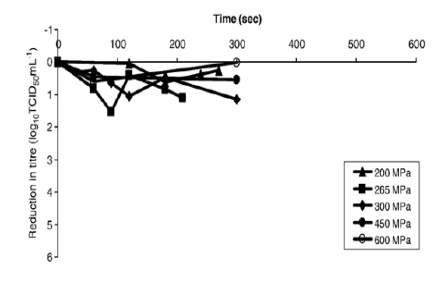 Time (sec)
-1
0 100 200 300 400 500 600
0
1
2
3
4
5
6
Reduction in titre (log₁₀TCID₅₀mL⁻¹)
200 MPa
265 MPa
300 MPa
450 MPa
600 MPa